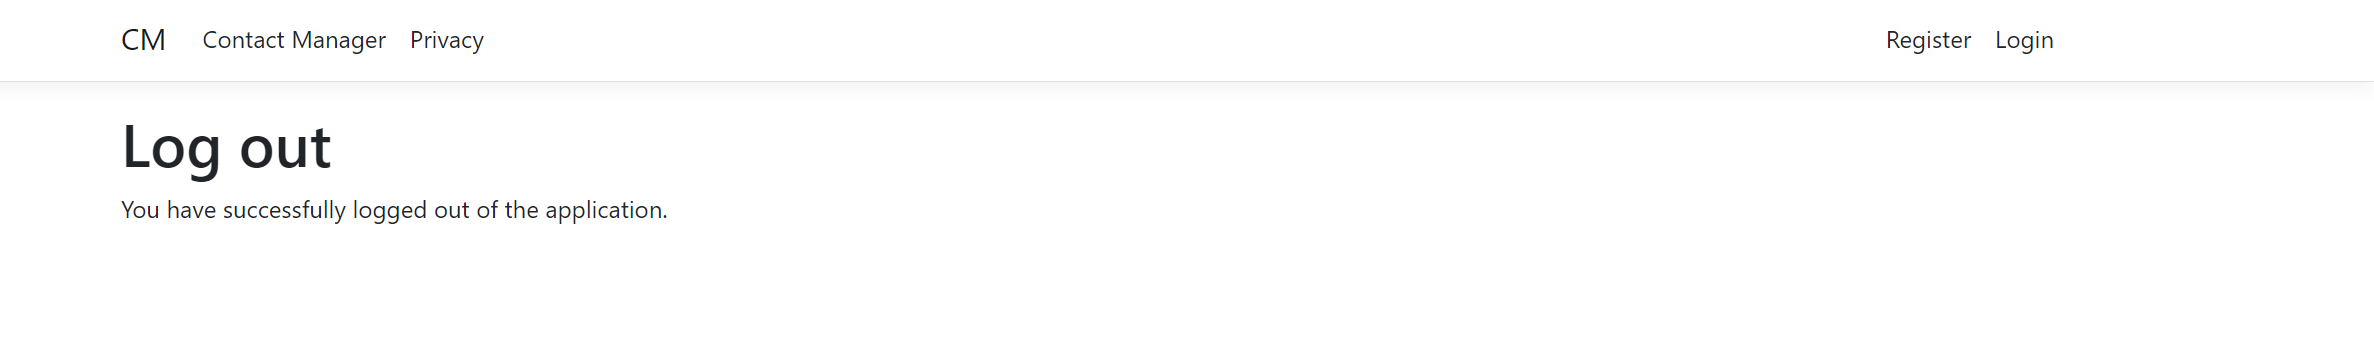 CM Contact Manager Privacy Register Login
Log out
You have successfully logged out of the application.